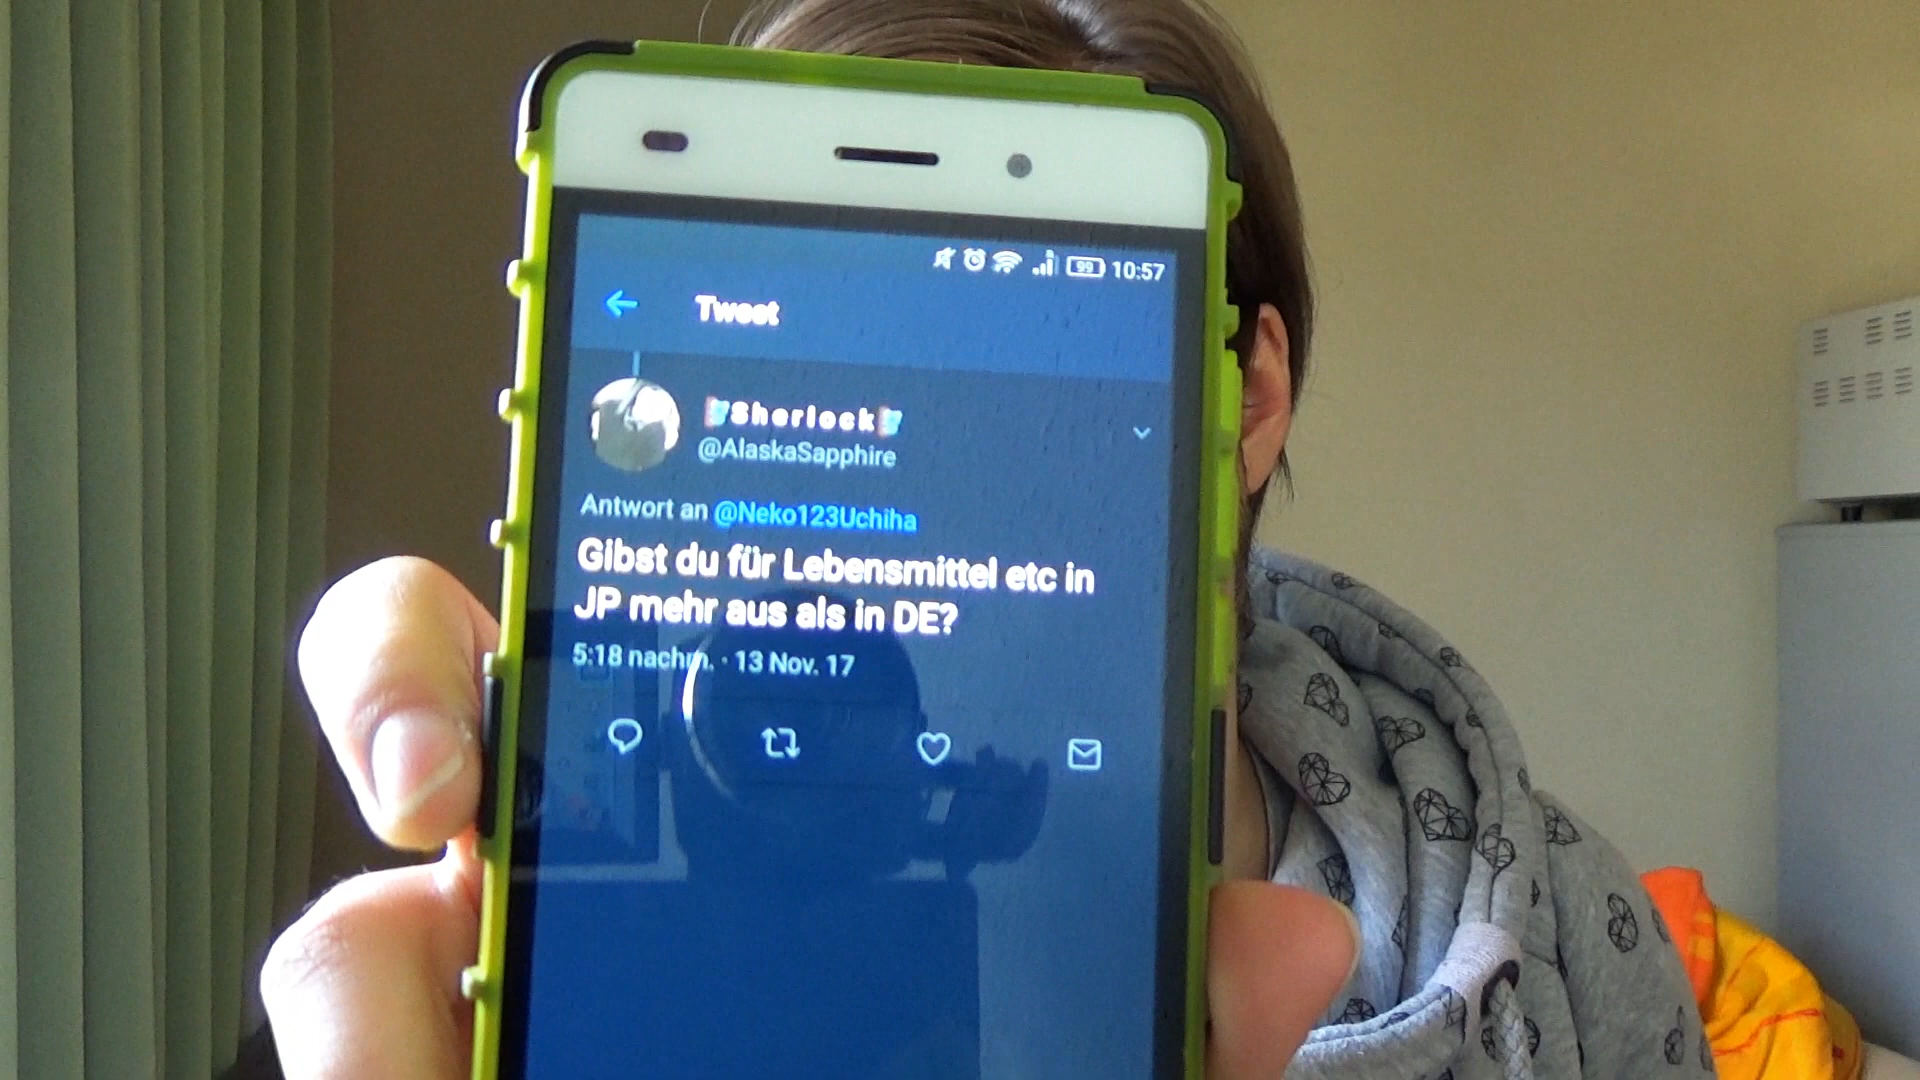 99 10:57
Tweet
Sherlock
@AlaskaSapphire
Antwort an @Neko123Uchiha
Gibst du für Lebensmittel etc in
JP mehr aus als in DE?
5:18 nachm. · 13 Nov. 17